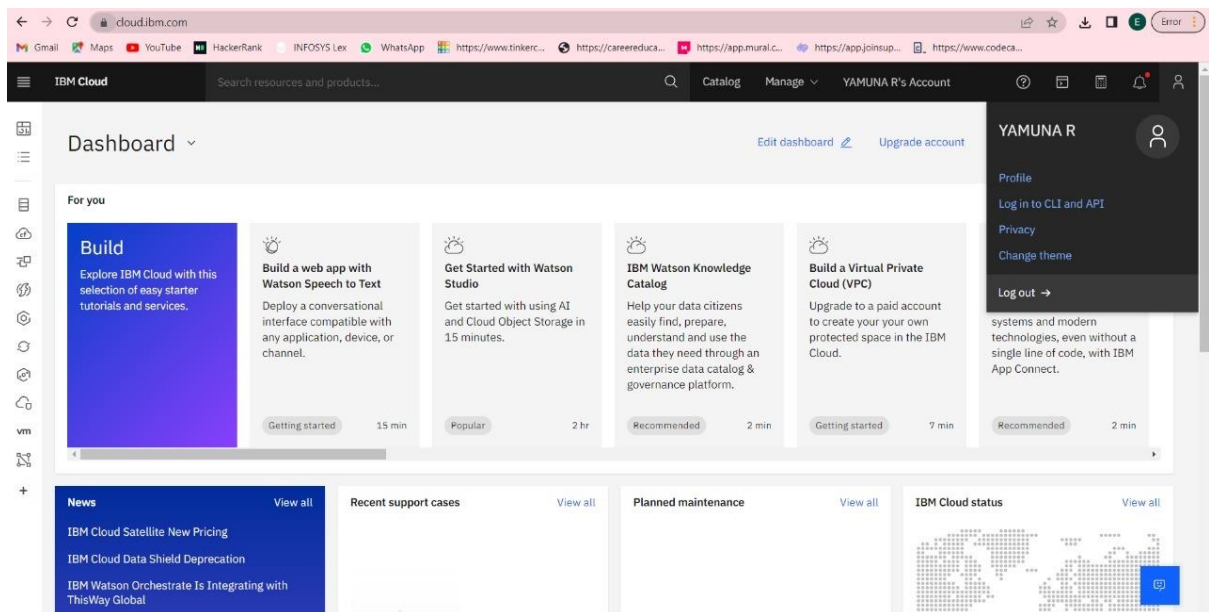 cloud.ibm.com
E
Error
Gmail
Maps
YouTube
HackerRank
INFOSYS Lex
WhatsApp
https://www.tinkerc...
https://careereduca...
https://app.mural.c...
https://app.joinsup...
https://www.codeca...
IBM Cloud
Search resources and products...
Catalog
Manage
YAMUNA R's Account
YAMUNA R
Profile
Log in to CLI and API
Privacy
Change theme
Log out →
Dashboard
Edit dashboard
Upgrade account
For you
Build
Explore IBM Cloud with this
selection of easy starter
tutorials and services.
Build a web app with
Watson Speech to Text
Deploy a conversational
interface compatible with
any application, device, or
channel.
Getting started
15 min
Get Started with Watson
Studio
Get started with using AI
and Cloud Object Storage in
15 minutes.
Popular
2 hr
IBM Watson Knowledge
Catalog
Help your data citizens
easily find, prepare,
understand and use the
data they need through an
enterprise data catalog &
governance platform.
Recommended
2 min
Build a Virtual Private
Cloud (VPC)
Upgrade to a paid account
to create your your own
protected space in the IBM
Cloud.
Getting started
7 min
systems and modern
technologies, even without a
single line of code, with IBM
App Connect.
Recommended
2 min
vm
News
View all
IBM Cloud Satellite New Pricing
IBM Cloud Data Shield Deprecation
IBM Watson Orchestrate Is Integrating with
ThisWay Global
Recent support cases
View all
Planned maintenance
View all
IBM Cloud status
View all